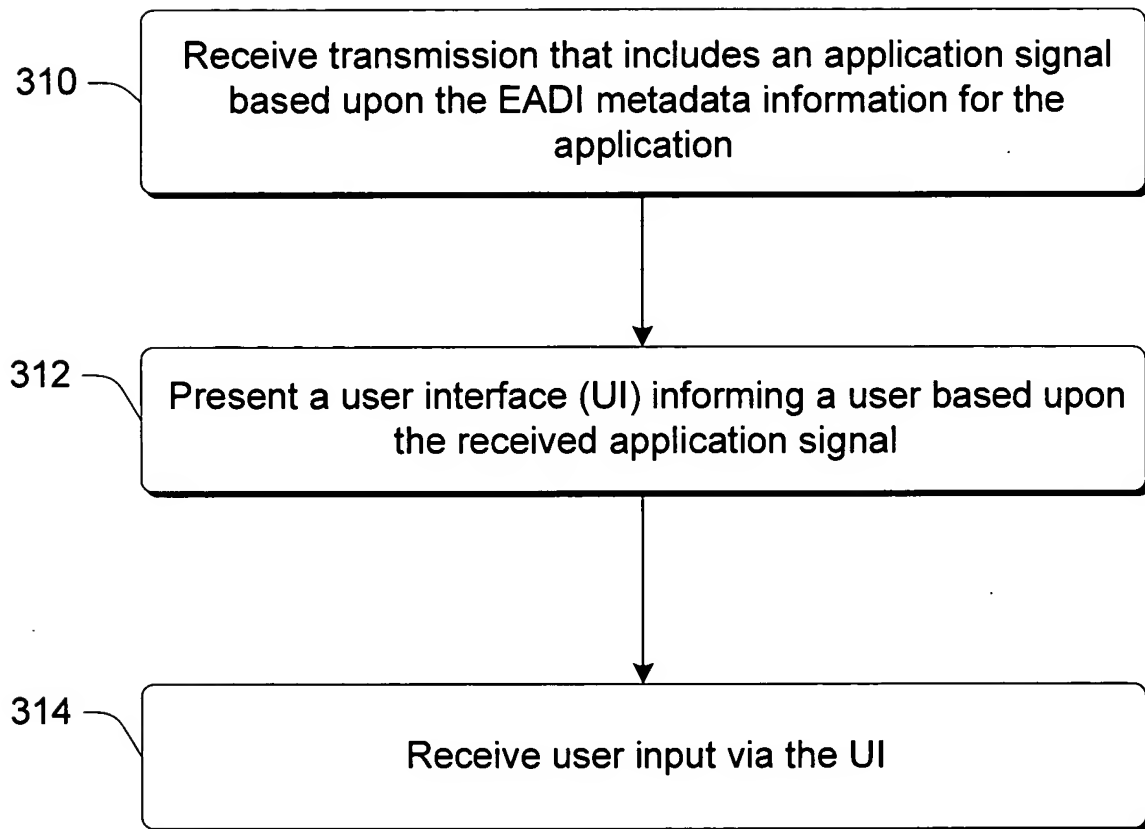 310
Receive transmission that includes an application signal
based upon the EADI metadata information for the
application
312
Present a user interface (UI) informing a user based upon
the received application signal
314
Receive user input via the UI